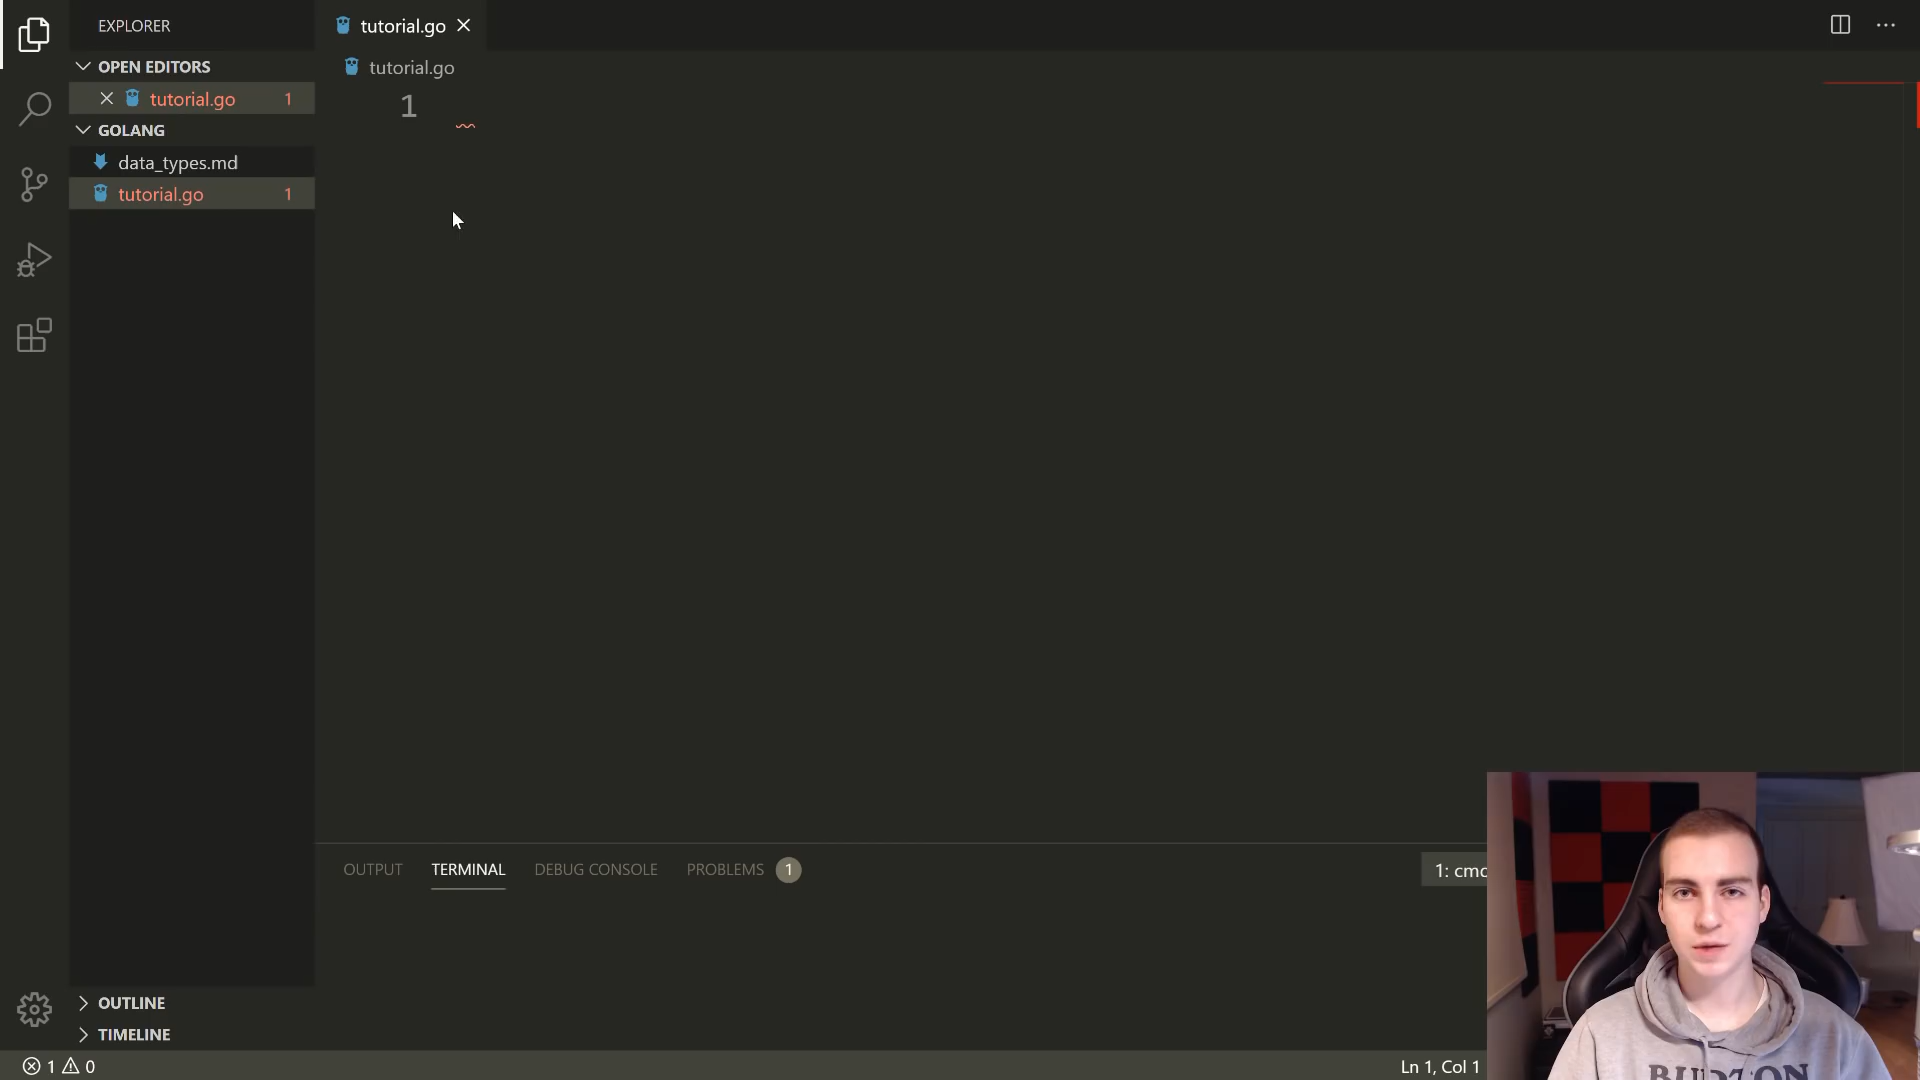 EXPLORER
tutorial.go
OPEN EDITORS
tutorial.go 1
GOLANG
data_types.md
tutorial.go 1
tutorial.go
1
OUTPUT TERMINAL DEBUG CONSOLE PROBLEMS 1
1: cmd
OUTLINE
TIMELINE
1 0
Ln 1, Col 1